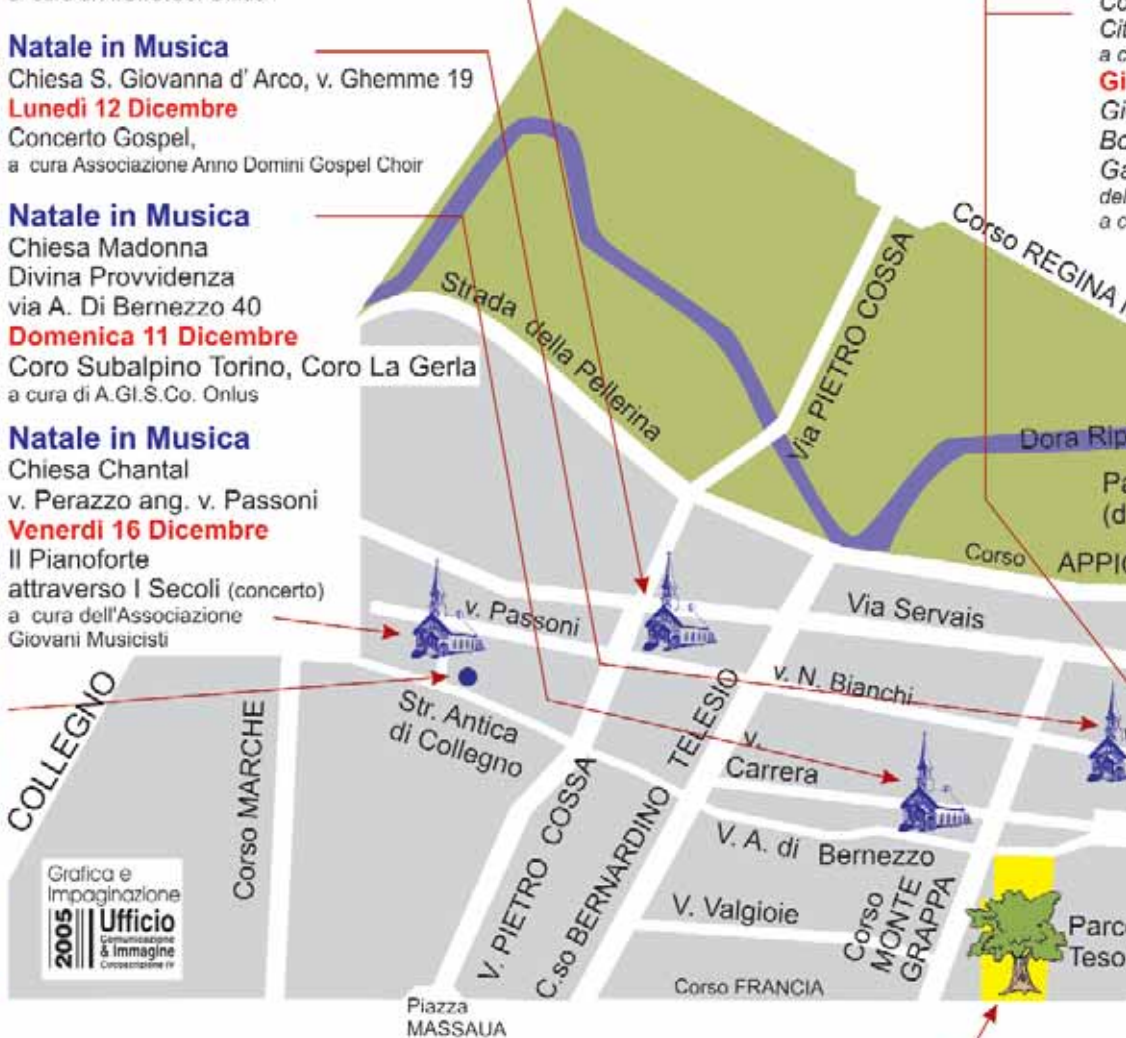 Natale in Musica
Chiesa S. Giovanna d' Arco, v. Ghemme 19
Lunedì 12 Dicembre
Concerto Gospel,
a cura Associazione Anno Domini Gospel Choir
Natale in Musica
Chiesa Madonna
Divina Provvidenza
via A. Di Bernezzo 40
Domenica 11 Dicembre
Coro Subalpino Torino, Coro La Gerla
a cura di A.GI.S.Co. Onlus
Natale in Musica
Chiesa Chantal
v. Perazzo ang. v. Passoni
Venerdì 16 Dicembre
Il Pianoforte
attraverso I Secoli (concerto)
a cura dell'Associazione
Giovani Musicisti
Corso REGINA
Strada della Pellerina
Via PIETRO COSSA
Dora Rip
Corso APPIO
Via Servais
v. Passoni
v. N. Bianchi
Str. Antica
di Collegno
TELESIO
v.
Carrera
COLLEGNO
Corso MARCHE
V. PIETRO COSSA
C.so BERNARDINO
V. A. di Bernezzo
V. Valgioie
Corso
MONTE
GRAPPA
Parco
Teso
Corso FRANCIA
Piazza
MASSAUA
Grafica e
Impaginazione
2005
Ufficio
Comunicazione
& Immagine
Circoscrizione IV